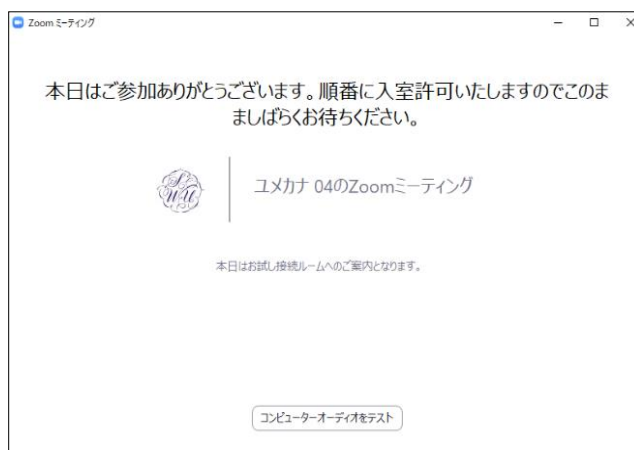 Zoom ミーティング
本日はご参加ありがとうございます。順番に入室許可いたしますのでこのま
ましばらくお待ちください。
SWU
ユメカナ 04のZoomミーティング
本日はお試し接続ルームへのご案内となります。
コンピューターオーディオをテスト